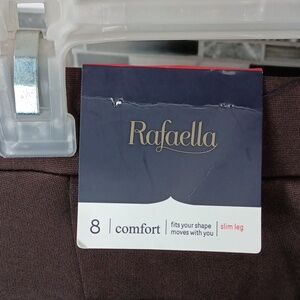 Rafaella
8 comfort fits your shape slim leg
moves with you